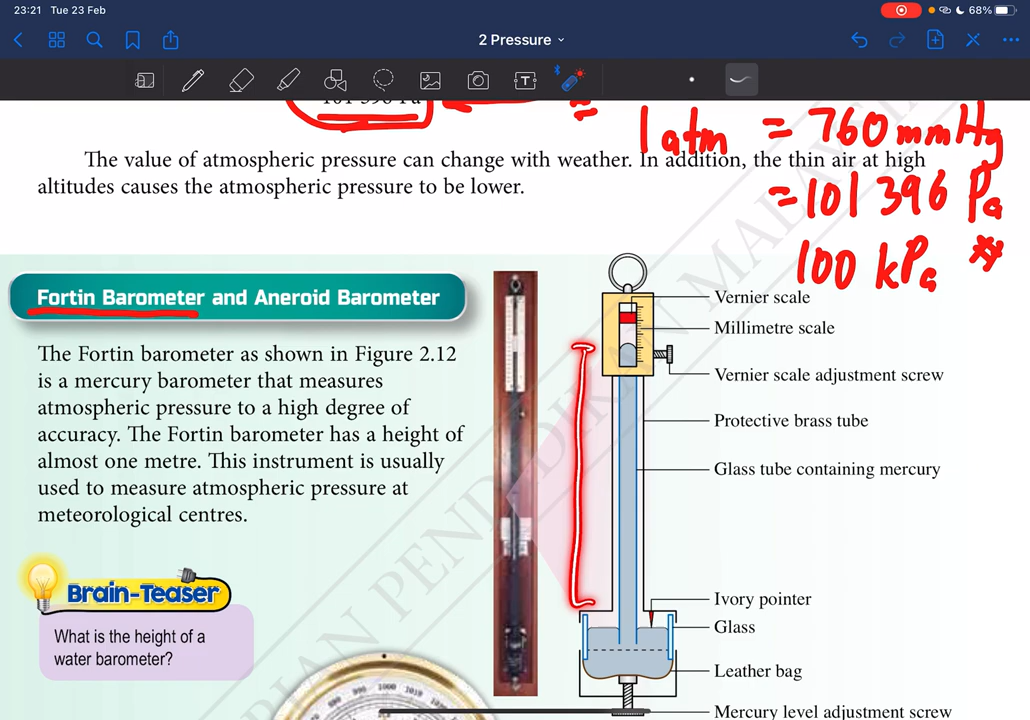 23:21 Tue 23 Feb
68%
2 Pressure
T
101 396 Pa
1 atm = 760 mmHg
The value of atmospheric pressure can change with weather. In addition, the thin air at high
altitudes causes the atmospheric pressure to be lower.
= 101 396 Pa
100 kPa
Fortin Barometer and Aneroid Barometer
The Fortin barometer as shown in Figure 2.12
is a mercury barometer that measures
atmospheric pressure to a high degree of
accuracy. The Fortin barometer has a height of
almost one metre. This instrument is usually
used to measure atmospheric pressure at
meteorological centres.
Brain-Teaser
What is the height of a
water barometer?
Vernier scale
Millimetre scale
Vernier scale adjustment screw
Protective brass tube
Glass tube containing mercury
Ivory pointer
Glass
Leather bag
Mercury level adjustment screw
990
1000
1010